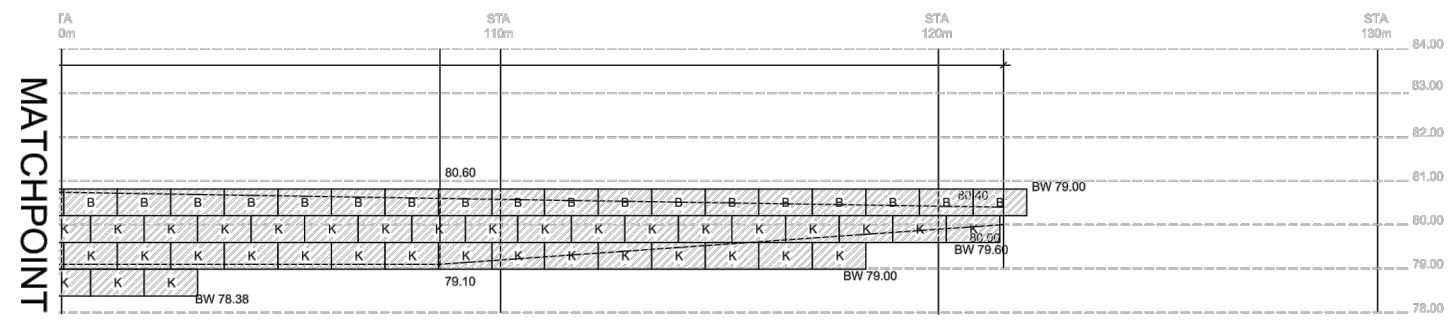 TA STA STA STA
0m 110m 120m 130m
84.00
83.00
82.00
81.00
80.00
79.00
78.00
MATCHPOINT
80.60
BW 79.00
80.40
B B B B B B B B B B B B B B B B B B
K K K K K K K K K K K K K K K K K K
80.00
BW 79.60
K K K K K K K K K K K K K K K
BW 79.00
79.10
K K K
BW 78.38